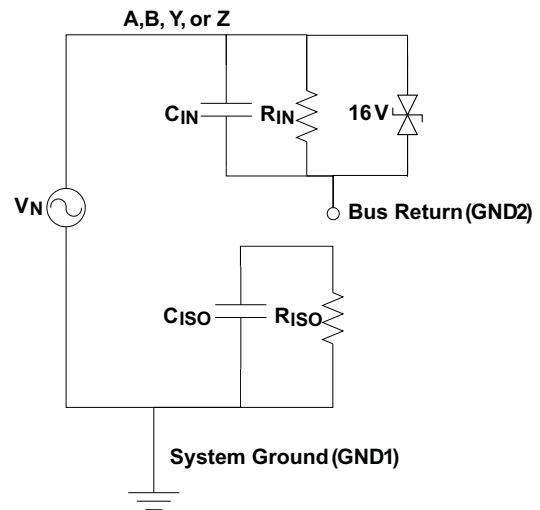 A,B, Y, or Z
CIN
RIN
16 V
VN
Bus Return (GND2)
CISO
RISO
System Ground (GND1)